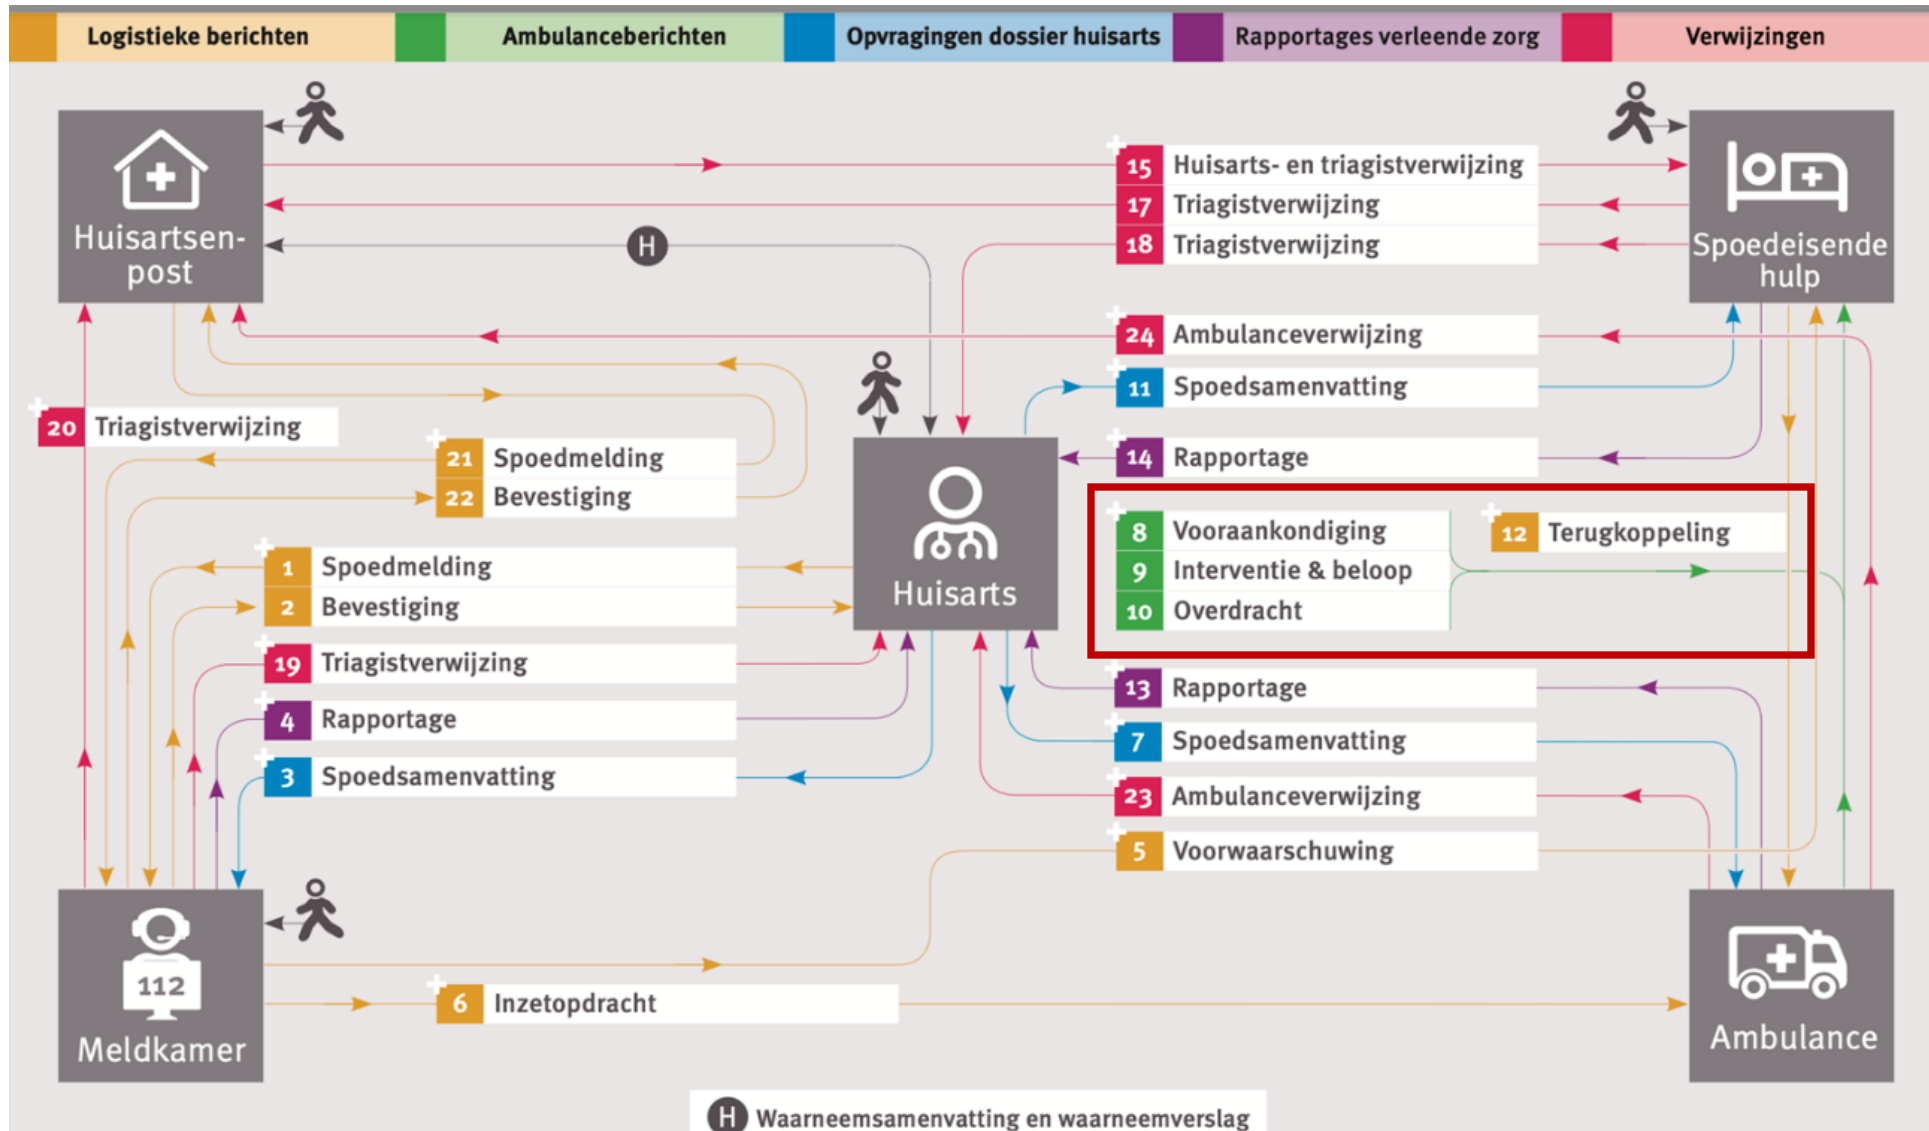 Logistieke berichten
Ambulanceberichten
Opvragingen dossier huisarts
Rapportages verleende zorg
Verwijzingen
Huisartsen-
post
15 Huisarts- en triagistverwijzing
17 Triagistverwijzing
18 Triagistverwijzing
Spoedeisende
hulp
H
24 Ambulanceverwijzing
11 Spoedsamenvatting
14 Rapportage
20 Triagistverwijzing
21 Spoedmelding
22 Bevestiging
1 Spoedmelding
2 Bevestiging
19 Triagistverwijzing
4 Rapportage
3 Spoedsamenvatting
Huisarts
8 Vooraankondiging
9 Interventie & beloop
10 Overdracht
12 Terugkoppeling
13 Rapportage
7 Spoedsamenvatting
23 Ambulanceverwijzing
5 Voorwaarschuwing
112
Meldkamer
6 Inzetopdracht
Ambulance
H Waarneemsamenvatting en waarneemverslag